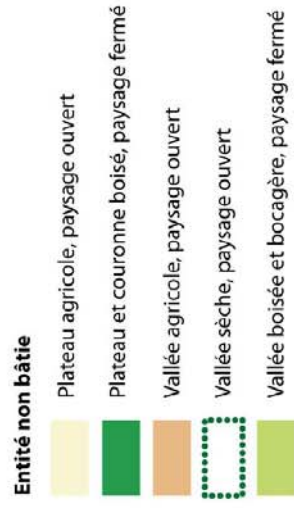 Entité non bâtie
Plateau agricole, paysage ouvert
Plateau et couronne boisé, paysage fermé
Vallée agricole, paysage ouvert
Vallée sèche, paysage ouvert
Vallée boisée et bocagère, paysage fermé